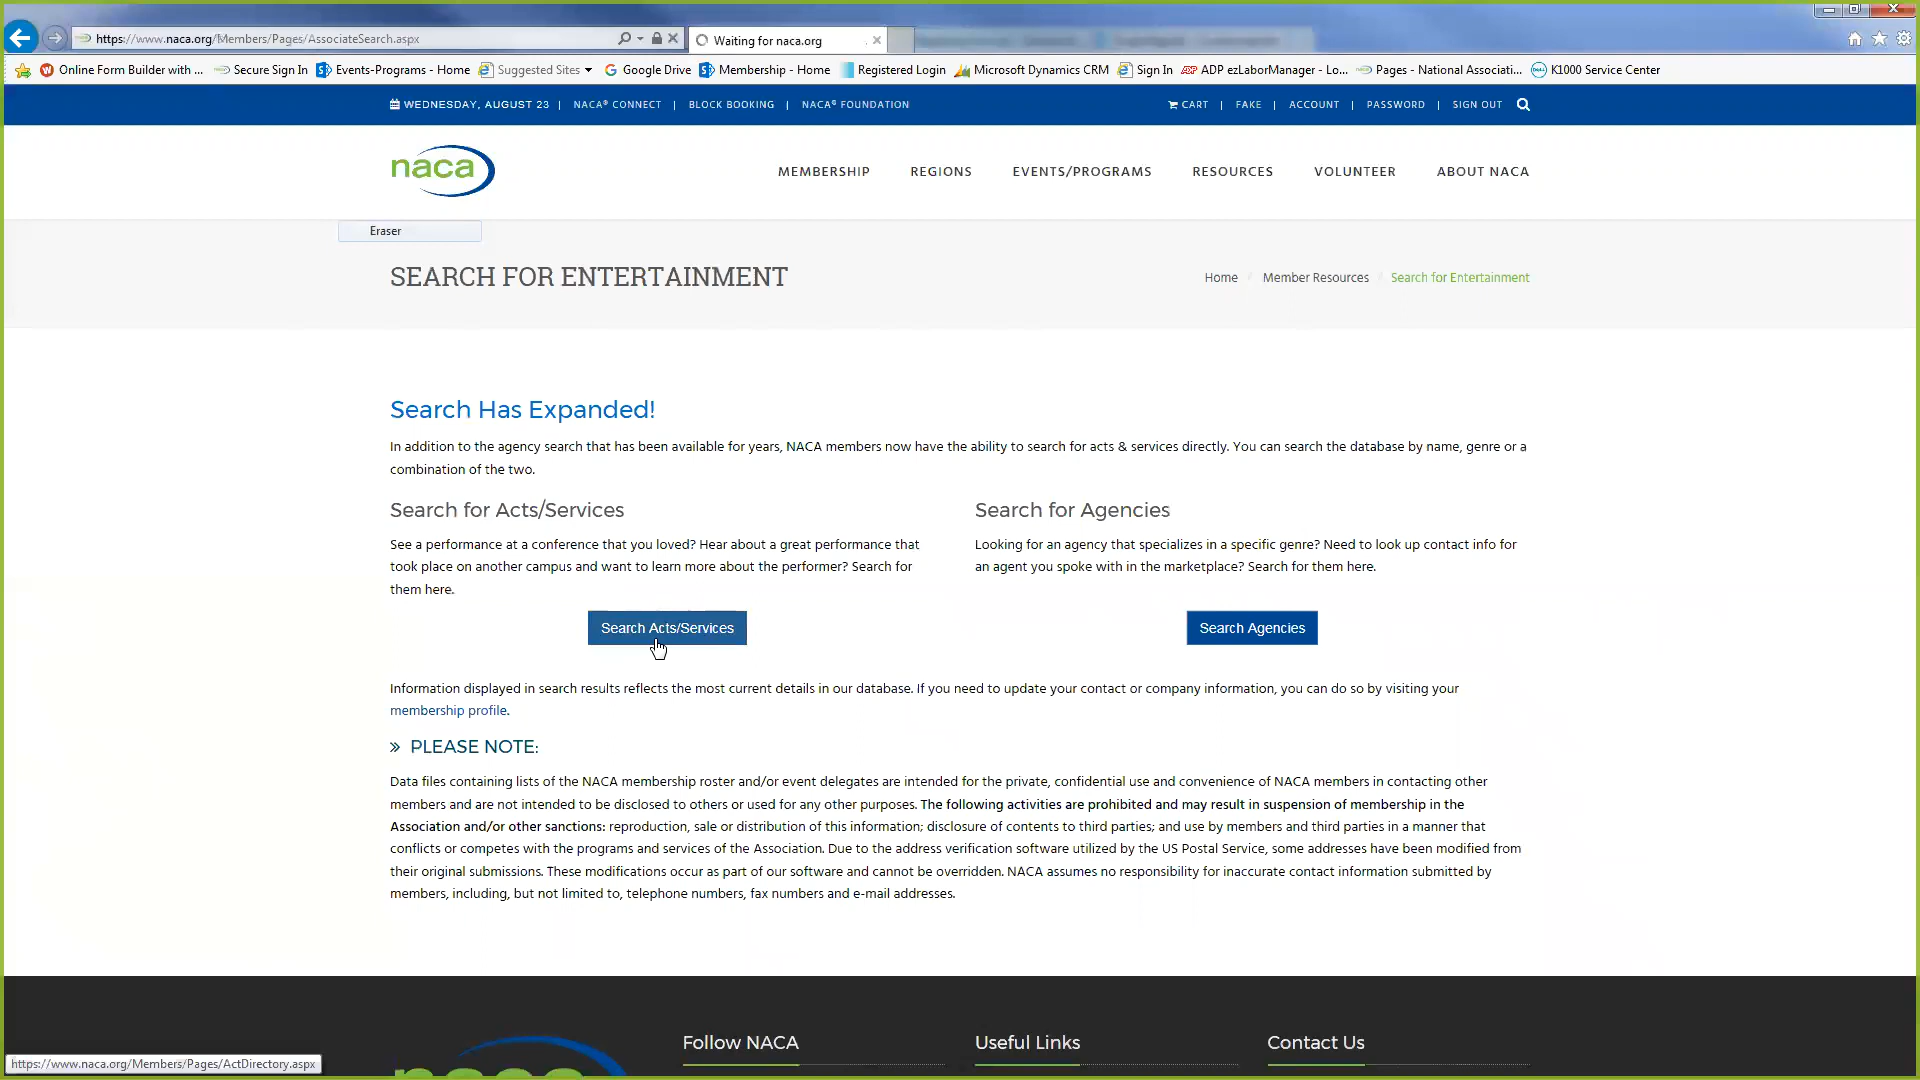 https://www.naca.org/Members/Pages/AssociateSearch.aspx
Waiting for naca.org
Online Form Builder with ...
Secure Sign In
Events-Programs - Home
Suggested Sites
Google Drive
Membership - Home
Registered Login
Microsoft Dynamics CRM
Sign In
ADP ezLaborManager - Lo...
Pages - National Associati...
K1000 Service Center
WEDNESDAY, AUGUST 23 | NACA® CONNECT | BLOCK BOOKING | NACA® FOUNDATION
CART | FAKE | ACCOUNT | PASSWORD | SIGN OUT
naca
MEMBERSHIP REGIONS EVENTS/PROGRAMS RESOURCES VOLUNTEER ABOUT NACA
Eraser
SEARCH FOR ENTERTAINMENT
Home / Member Resources / Search for Entertainment
Search Has Expanded!
In addition to the agency search that has been available for years, NACA members now have the ability to search for acts & services directly. You can search the database by name, genre or a
combination of the two.
Search for Acts/Services
See a performance at a conference that you loved? Hear about a great performance that
took place on another campus and want to learn more about the performer? Search for
them here.
Search Acts/Services
Search for Agencies
Looking for an agency that specializes in a specific genre? Need to look up contact info for
an agent you spoke with in the marketplace? Search for them here.
Search Agencies
Information displayed in search results reflects the most current details in our database. If you need to update your contact or company information, you can do so by visiting your
membership profile.
» PLEASE NOTE:
Data files containing lists of the NACA membership roster and/or event delegates are intended for the private, confidential use and convenience of NACA members in contacting other
members and are not intended to be disclosed to others or used for any other purposes. The following activities are prohibited and may result in suspension of membership in the
Association and/or other sanctions: reproduction, sale or distribution of this information; disclosure of contents to third parties; and use by members and third parties in a manner that
conflicts or competes with the programs and services of the Association. Due to the address verification software utilized by the US Postal Service, some addresses have been modified from
their original submissions. These modifications occur as part of our software and cannot be overridden. NACA assumes no responsibility for inaccurate contact information submitted by
members, including, but not limited to, telephone numbers, fax numbers and e-mail addresses.
naca
Follow NACA
Useful Links
Contact Us
https://www.naca.org/Members/Pages/ActDirectory.aspx